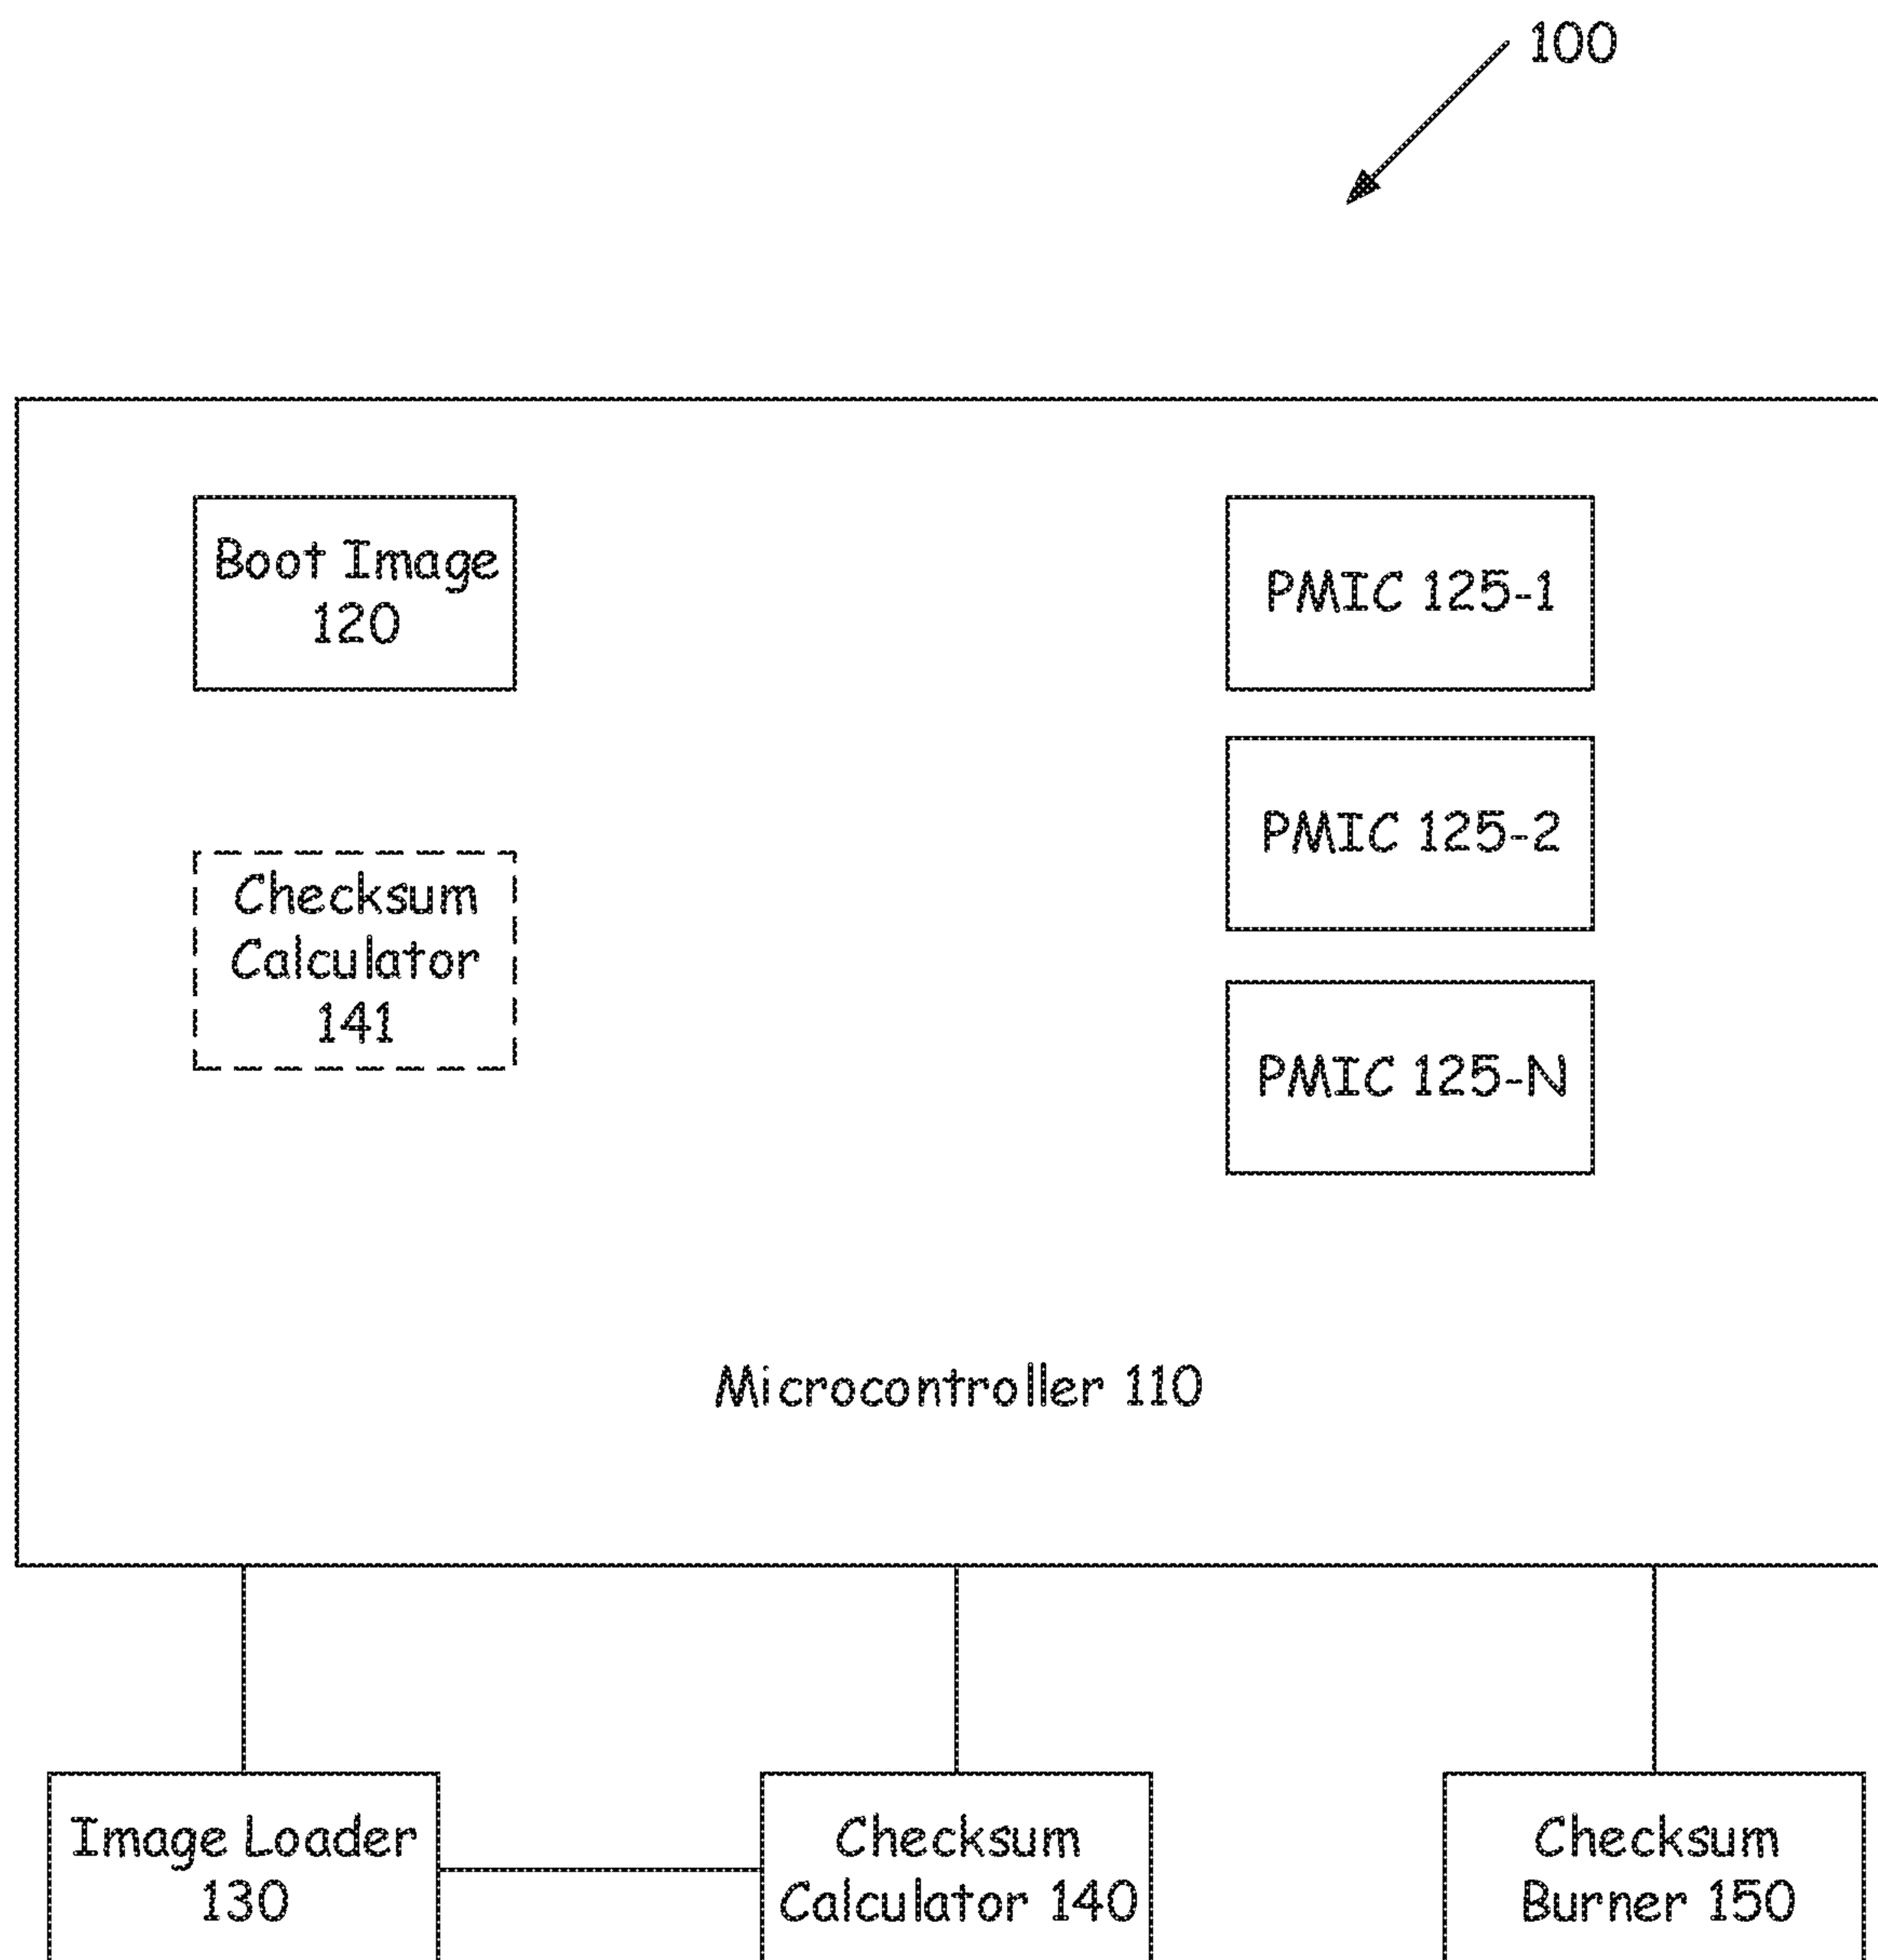 100
Boot Image
120
PMIC 125-1
PMIC 125-2
Checksum
Calculator
141
PMIC 125-N
Microcontroller 110
Image Loader
130
Checksum
Calculator 140
Checksum
Burner 150